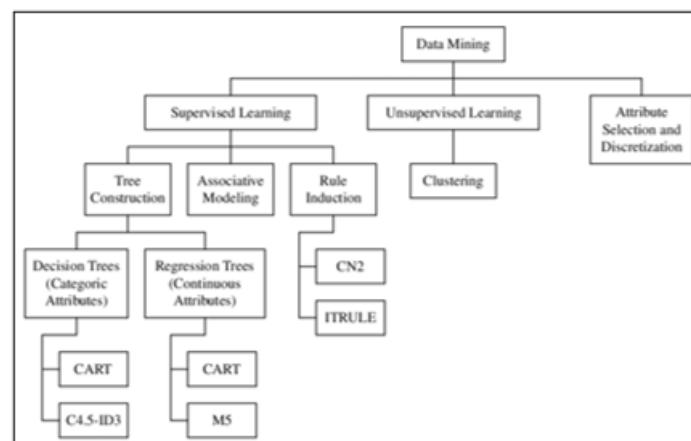 Data Mining
Supervised Learning
Unsupervised Learning
Attribute
Selection and
Discretization
Tree
Construction
Associative
Modeling
Rule
Induction
Clustering
Decision Trees
(Categoric
Attributes)
Regression Trees
(Continuous
Attributes)
CN2
ITRULE
CART
CART
C4.5-ID3
M5